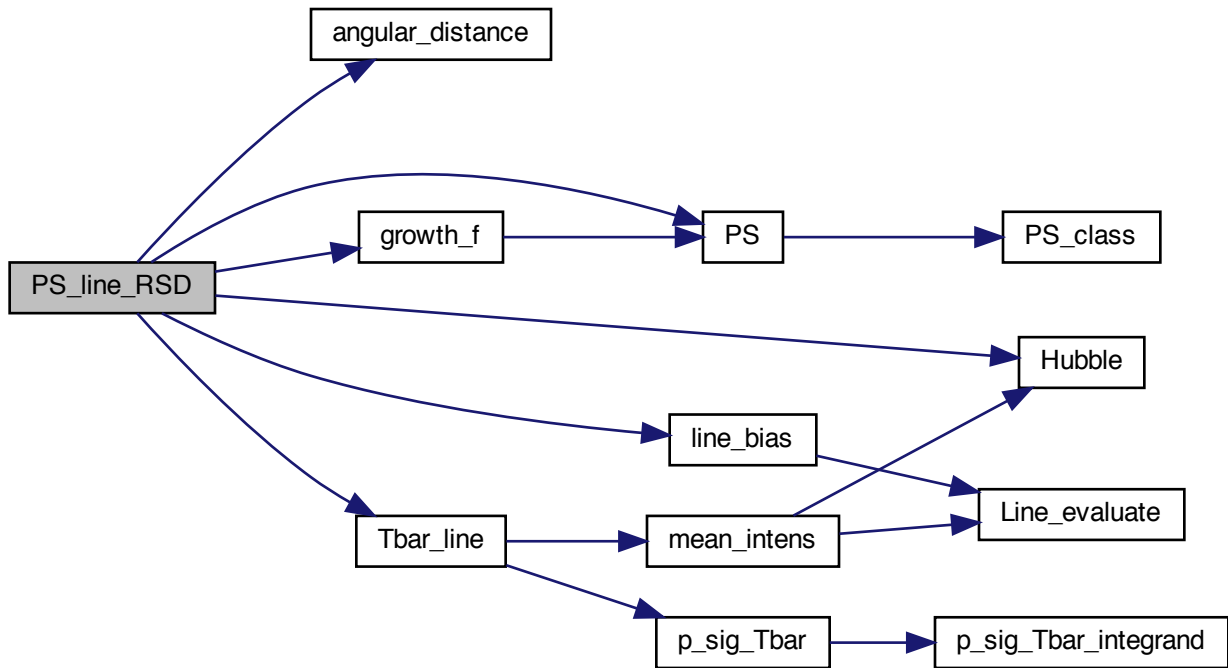 angular_distance
growth_f
PS
PS_class
PS_line_RSD
Hubble
line_bias
Line_evaluate
Tbar_line
mean_intens
p_sig_Tbar
p_sig_Tbar_integrand